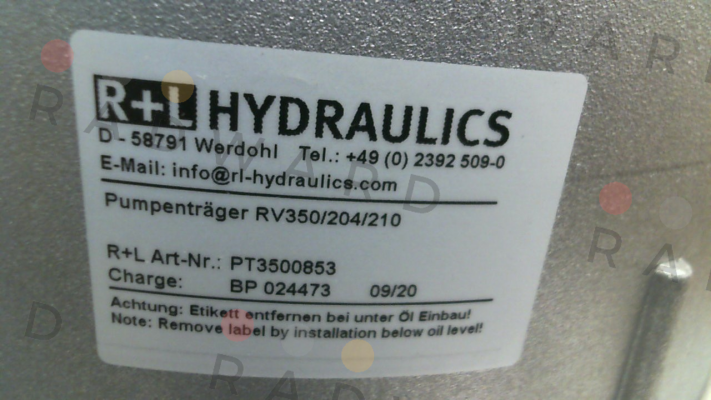 R+L HYDRAULICS
D - 58791 Werdohl Tel.: +49 (0) 2392 509-0
E-Mail: info@rl-hydraulics.com
Pumpenträger RV350/204/210
R+L Art-Nr.: PT3500853
Charge: BP 024473 09/20
Achtung: Etikett entfernen bei unter Öl Einbau!
Note: Remove label by installation below oil level!